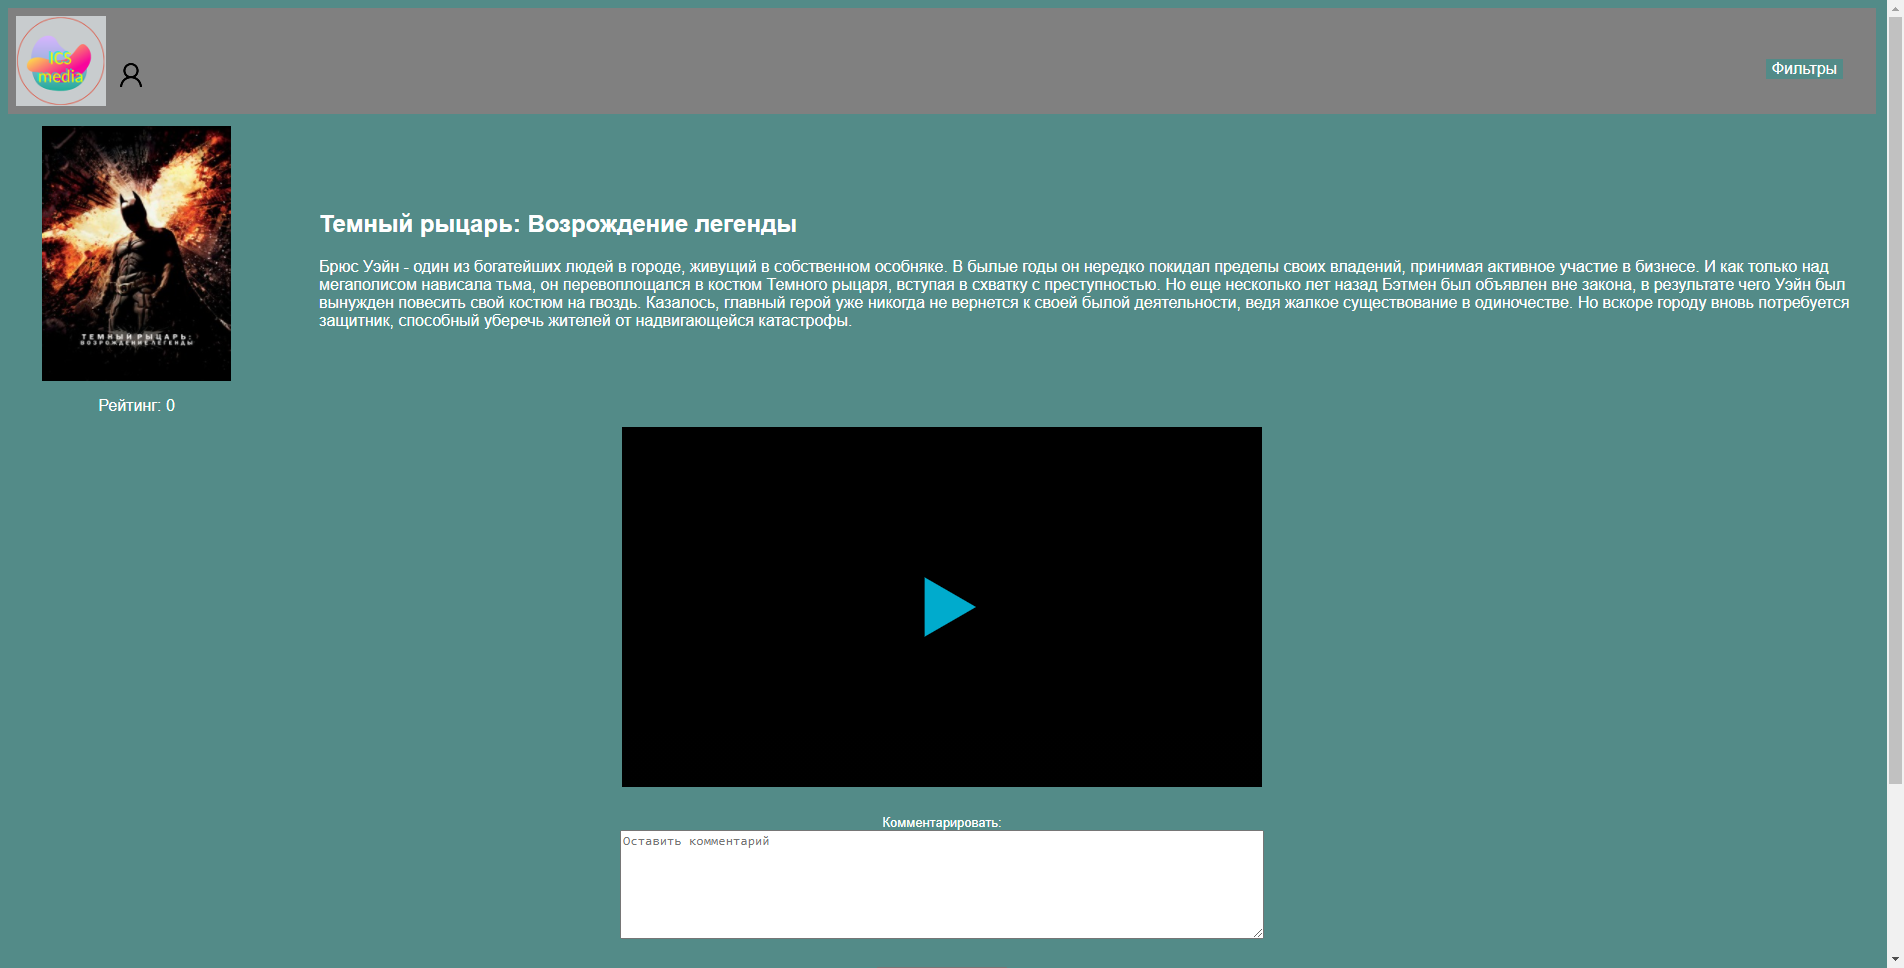 ICS
media
Фильтры
ТЕМНЫЙ РЫЦАРЬ:
ВОЗРОЖДЕНИЕ ЛЕГЕНДЫ
Рейтинг: 0
Темный рыцарь: Возрождение легенды
Брюс Уэйн - один из богатейших людей в городе, живущий в собственном особняке. В былые годы он нередко покидал пределы своих владений, принимая активное участие в бизнесе. И как только над
мегаполисом нависала тьма, он перевоплощался в костюм Темного рыцаря, вступая в схватку с преступностью. Но еще несколько лет назад Бэтмен был объявлен вне закона, в результате чего Уэйн был
вынужден повесить свой костюм на гвоздь. Казалось, главный герой уже никогда не вернется к своей былой деятельности, ведя жалкое существование в одиночестве. Но вскоре городу вновь потребуется
защитник, способный уберечь жителей от надвигающейся катастрофы.
Комментировать:
Оставить комментарий